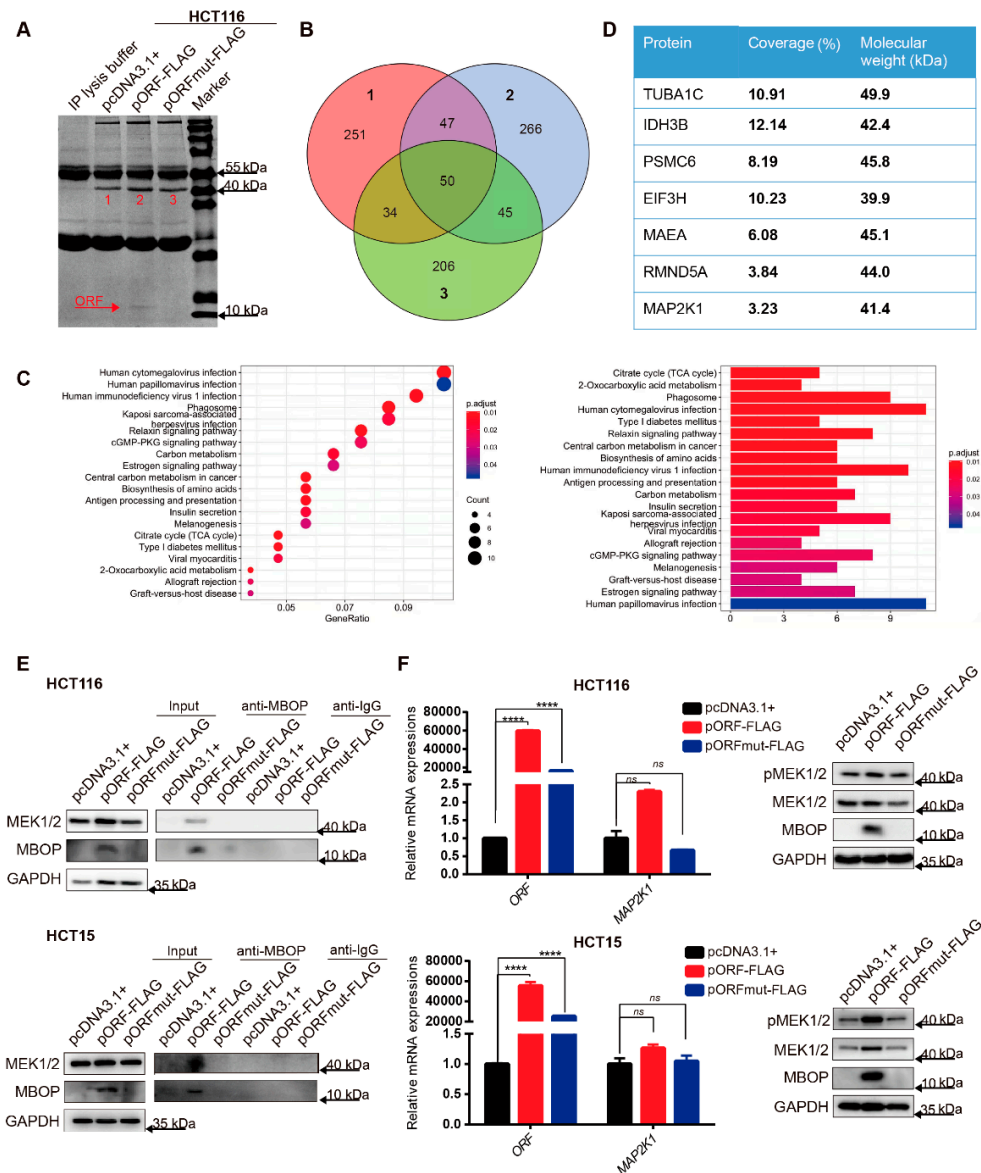 A
HCT116
IP lysis buffer
pcDNA3.1+
pORF-FLAG
pORFmut-FLAG
Marker
55 kDa
40 kDa
1 2 3
ORF
10 kDa
B
1
2
251
47
266
50
34
45
206
3
D
Protein Coverage (%) Molecular weight (kDa)
TUBA1C 10.91 49.9
IDH3B 12.14 42.4
PSMC6 8.19 45.8
EIF3H 10.23 39.9
MAEA 6.08 45.1
RMND5A 3.84 44.0
MAP2K1 3.23 41.4
C
Human cytomegalovirus infection
Human papillomavirus infection
Human immunodeficiency virus 1 infection
Phagosome
Kaposi sarcoma-associated
herpesvirus infection
Relaxin signaling pathway
cGMP-PKG signaling pathway
Carbon metabolism
Estrogen signaling pathway
Central carbon metabolism in cancer
Biosynthesis of amino acids
Antigen processing and presentation
Insulin secretion
Melanogenesis
Citrate cycle (TCA cycle)
Type I diabetes mellitus
Viral myocarditis
2-Oxocarboxylic acid metabolism
Allograft rejection
Graft-versus-host disease
0.05 0.07 0.09
GeneRatio
p.adjust
0.01
0.02
0.03
0.04
Count
4
6
8
10
Citrate cycle (TCA cycle)
2-Oxocarboxylic acid metabolism
Phagosome
Human cytomegalovirus infection
Type I diabetes mellitus
Relaxin signaling pathway
Central carbon metabolism in cancer
Biosynthesis of amino acids
Human immunodeficiency virus 1 infection
Antigen processing and presentation
Carbon metabolism
Insulin secretion
Kaposi sarcoma-associated
herpesvirus infection
Viral myocarditis
Allograft rejection
cGMP-PKG signaling pathway
Melanogenesis
Graft-versus-host disease
Estrogen signaling pathway
Human papillomavirus infection
0 3 6 9
p.adjust
0.01
0.02
0.03
0.04
E
HCT116
Input anti-MBOP anti-IgG
pcDNA3.1+
pORF-FLAG
pORFmut-FLAG
pcDNA3.1+
pORF-FLAG
pORFmut-FLAG
pcDNA3.1+
pORF-FLAG
pORFmut-FLAG
MEK1/2
40 kDa
MBOP
10 kDa
GAPDH
35 kDa
HCT15
Input anti-MBOP anti-IgG
pcDNA3.1+
pORF-FLAG
pORFmut-FLAG
pcDNA3.1+
pORF-FLAG
pORFmut-FLAG
pcDNA3.1+
pORF-FLAG
pORFmut-FLAG
MEK1/2
40 kDa
MBOP
10 kDa
GAPDH
35 kDa
F
HCT116
Relative mRNA expressions
80000
60000
40000
20000
2.5
2.0
1.5
1.0
0.5
0.0
****
****
ns
ns
ORF
MAP2K1
pcDNA3.1+
pORF-FLAG
pORFmut-FLAG
pcDNA3.1+
pORF-FLAG
pORFmut-FLAG
pMEK1/2
40 kDa
MEK1/2
40 kDa
MBOP
10 kDa
GAPDH
35 kDa
HCT15
Relative mRNA expressions
80000
60000
40000
20000
2.0
1.5
1.0
0.5
0.0
****
****
ns
ns
ORF
MAP2K1
pcDNA3.1+
pORF-FLAG
pORFmut-FLAG
pcDNA3.1+
pORF-FLAG
pORFmut-FLAG
pMEK1/2
40 kDa
MEK1/2
40 kDa
MBOP
10 kDa
GAPDH
35 kDa